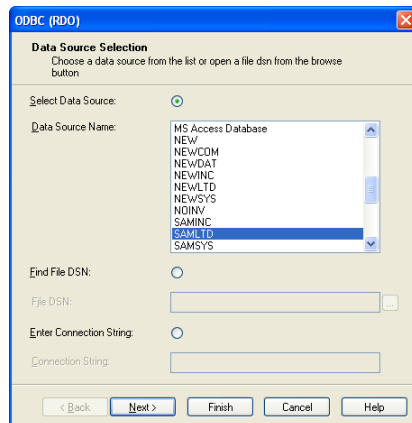 ODBC (RDO)
Data Source Selection
Choose a data source from the list or open a file dsn from the browse
button
Select Data Source:
Data Source Name:
MS Access Database
NEW
NEWCOM
NEWDAT
NEWINC
NEWLTD
NEWSYS
NOINV
SAMINC
SAMLTD
SAMSYS
Find File DSN:
File DSN:
...
Enter Connection String:
Connection String:
< Back Next > Finish Cancel Help